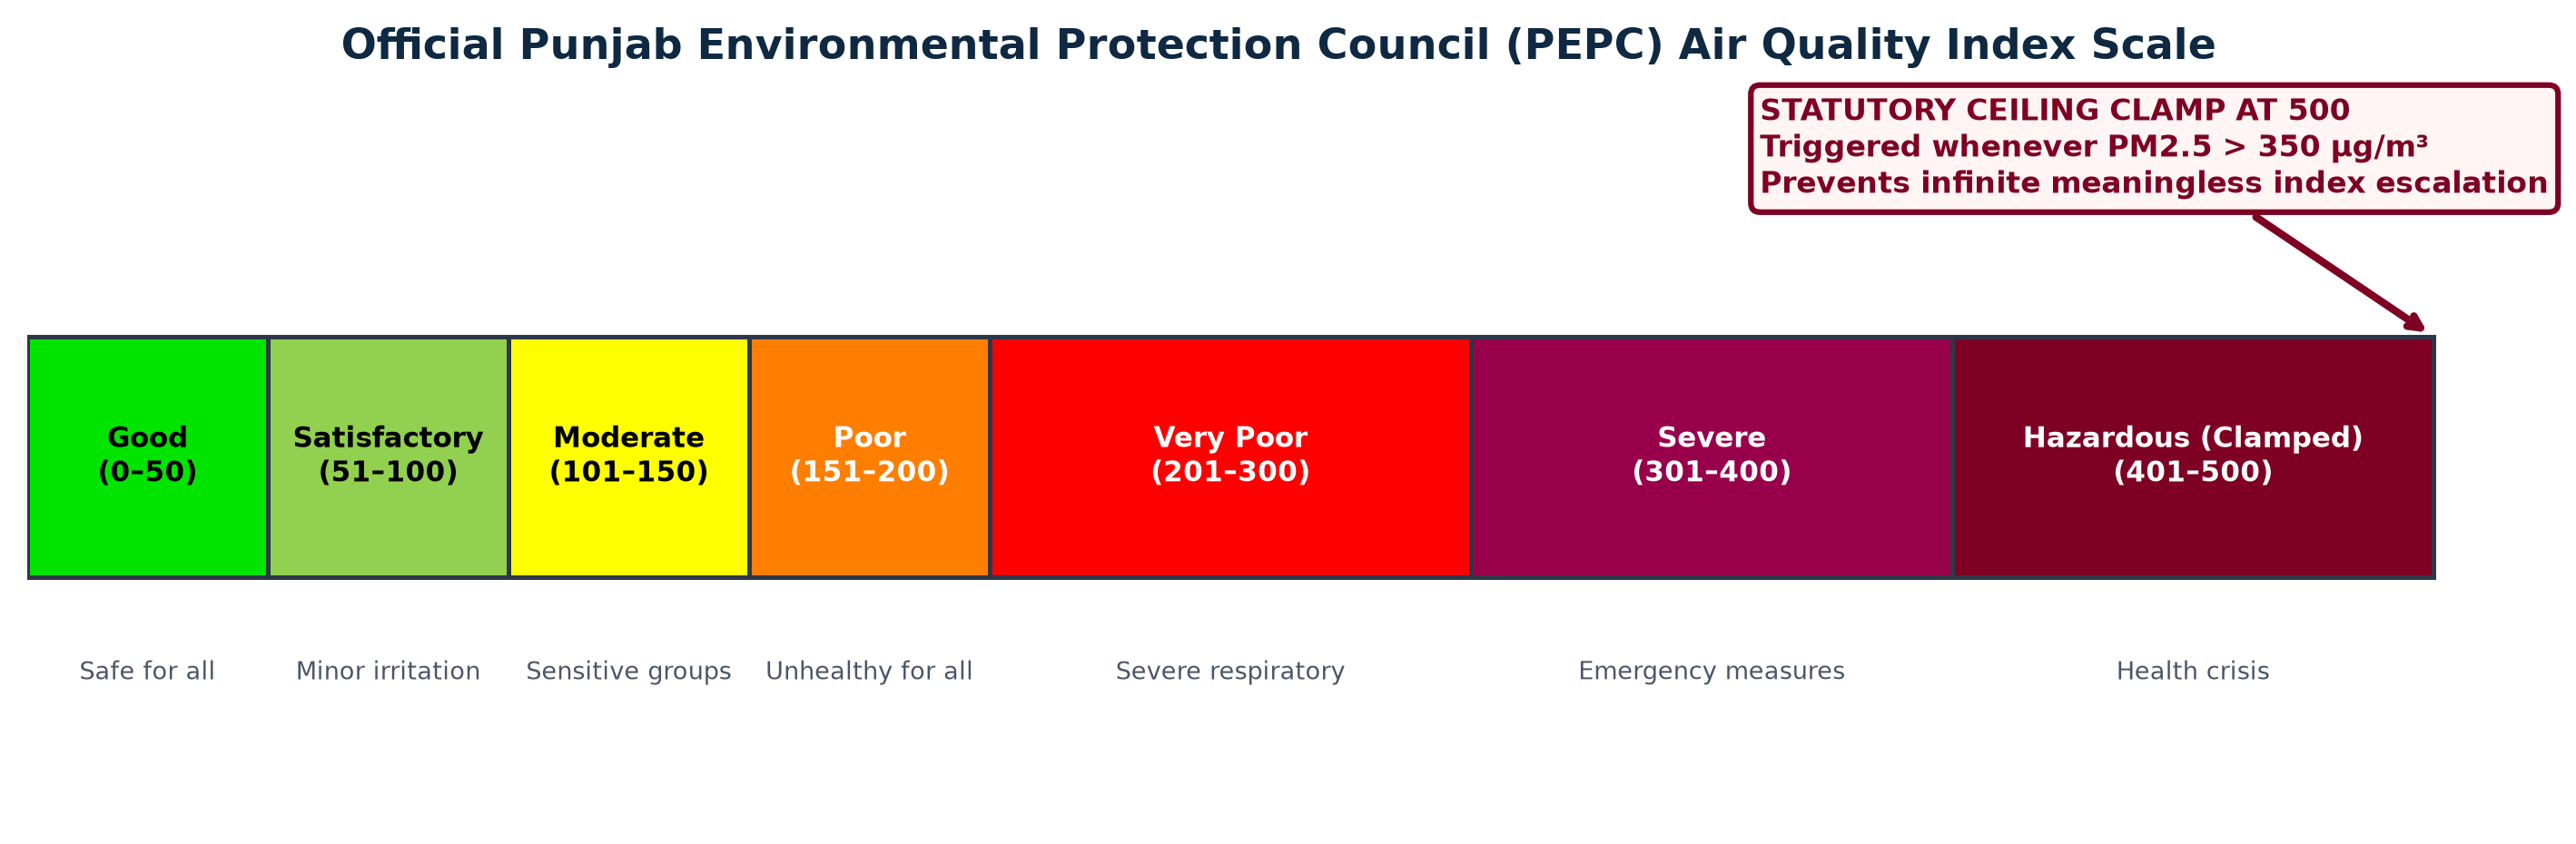 Official Punjab Environmental Protection Council (PEPC) Air Quality Index Scale
STATUTORY CEILING CLAMP AT 500
Triggered whenever PM2.5 > 350 µg/m³
Prevents infinite meaningless index escalation
Good
(0–50)
Satisfactory
(51–100)
Moderate
(101–150)
Poor
(151–200)
Very Poor
(201–300)
Severe
(301–400)
Hazardous (Clamped)
(401–500)
Safe for all
Minor irritation
Sensitive groups
Unhealthy for all
Severe respiratory
Emergency measures
Health crisis